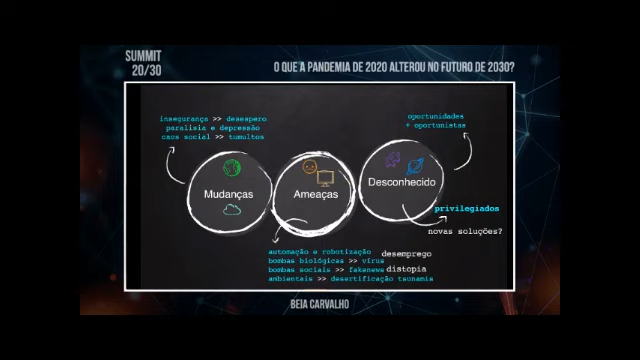 SUMMIT
20/30
O QUE A PANDEMIA DE 2020 ALTEROU NO FUTURO DE 2030?
insegurança >> desespero
paralisia e depressão
caos social >> tumultos
oportunidades
+ oportunistas
Mudanças
Ameaças
Desconhecido
privilegiados
novas soluções?
automação e robotização desemprego
bombas biológicas >> vírus
bombas sociais >> fakenews distopia
ambientais >> desertificação tsunamis
BEIA CARVALHO